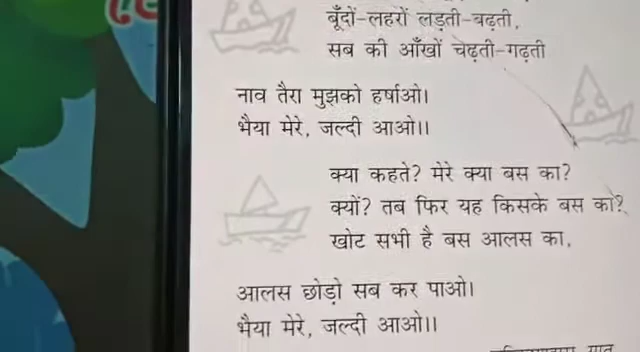 बूँदों-लहरों लड़ती-बढ़ती,
सब की आँखों चढ़ती-गढ़ती
नाव तैरा मुझको हर्षाओ।
भैया मेरे, जल्दी आओ।।
क्या कहते? मेरे क्या बस का?
क्यों? तब फिर यह किसके बस का?
खोट सभी है बस आलस का,
आलस छोड़ो सब कर पाओ।
भैया मेरे, जल्दी आओ।।